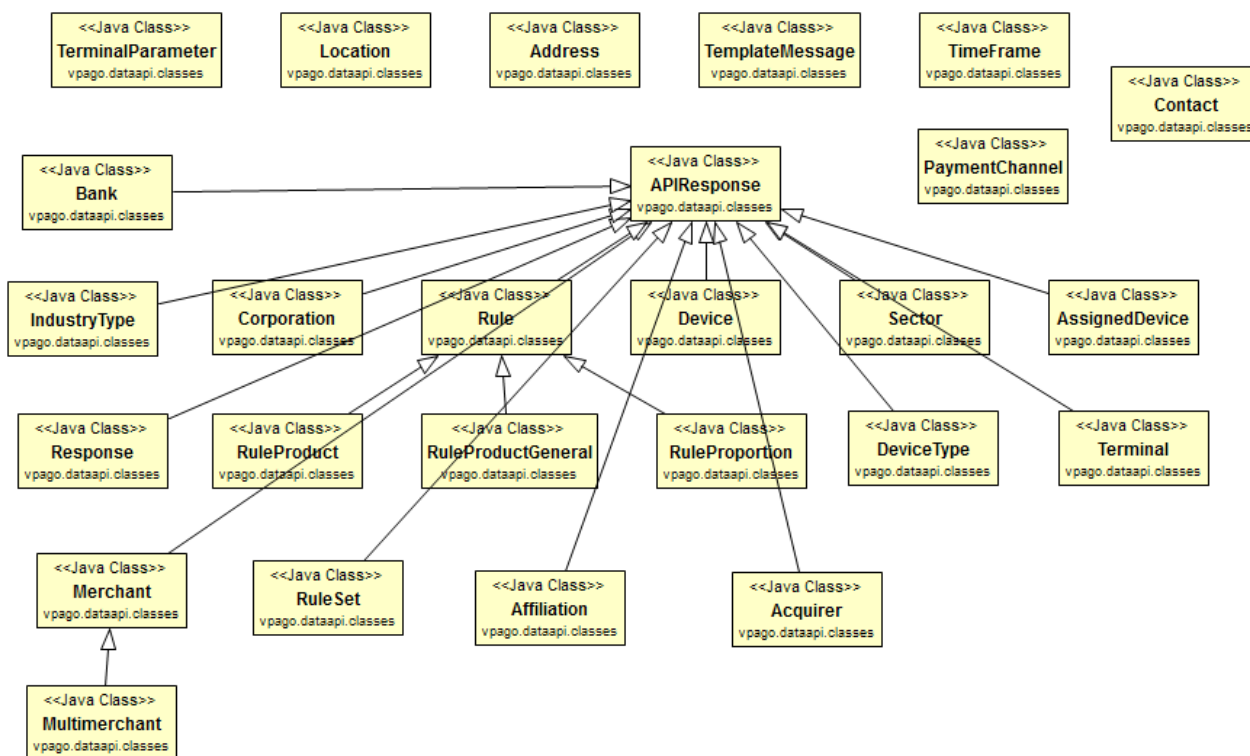 <<Java Class>>
TerminalParameter
vpago.dataapi.classes
<<Java Class>>
Location
vpago.dataapi.classes
<<Java Class>>
Address
vpago.dataapi.classes
<<Java Class>>
TemplateMessage
vpago.dataapi.classes
<<Java Class>>
TimeFrame
vpago.dataapi.classes
<<Java Class>>
Contact
vpago.dataapi.classes
<<Java Class>>
Bank
vpago.dataapi.classes
<<Java Class>>
APIResponse
vpago.dataapi.classes
<<Java Class>>
PaymentChannel
vpago.dataapi.classes
<<Java Class>>
IndustryType
vpago.dataapi.classes
<<Java Class>>
Corporation
vpago.dataapi.classes
<<Java Class>>
Rule
vpago.dataapi.classes
<<Java Class>>
Device
vpago.dataapi.classes
<<Java Class>>
Sector
vpago.dataapi.classes
<<Java Class>>
AssignedDevice
vpago.dataapi.classes
<<Java Class>>
Response
vpago.dataapi.classes
<<Java Class>>
RuleProduct
vpago.dataapi.classes
<<Java Class>>
RuleProductGeneral
vpago.dataapi.classes
<<Java Class>>
RuleProportion
vpago.dataapi.classes
<<Java Class>>
DeviceType
vpago.dataapi.classes
<<Java Class>>
Terminal
vpago.dataapi.classes
<<Java Class>>
Merchant
vpago.dataapi.classes
<<Java Class>>
RuleSet
vpago.dataapi.classes
<<Java Class>>
Affiliation
vpago.dataapi.classes
<<Java Class>>
Acquirer
vpago.dataapi.classes
<<Java Class>>
Multimerchant
vpago.dataapi.classes